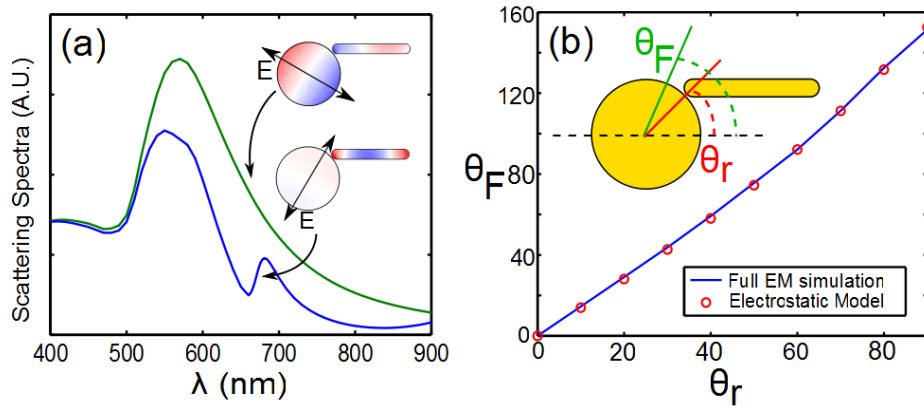 (a)
E
E
Scattering Spectra (A.U.)
400 500 600 700 800 900
λ (nm)
(b)
θF
θr
160
120
80
40
0
θF
Full EM simulation
Electrostatic Model
0 20 40 60 80
θr